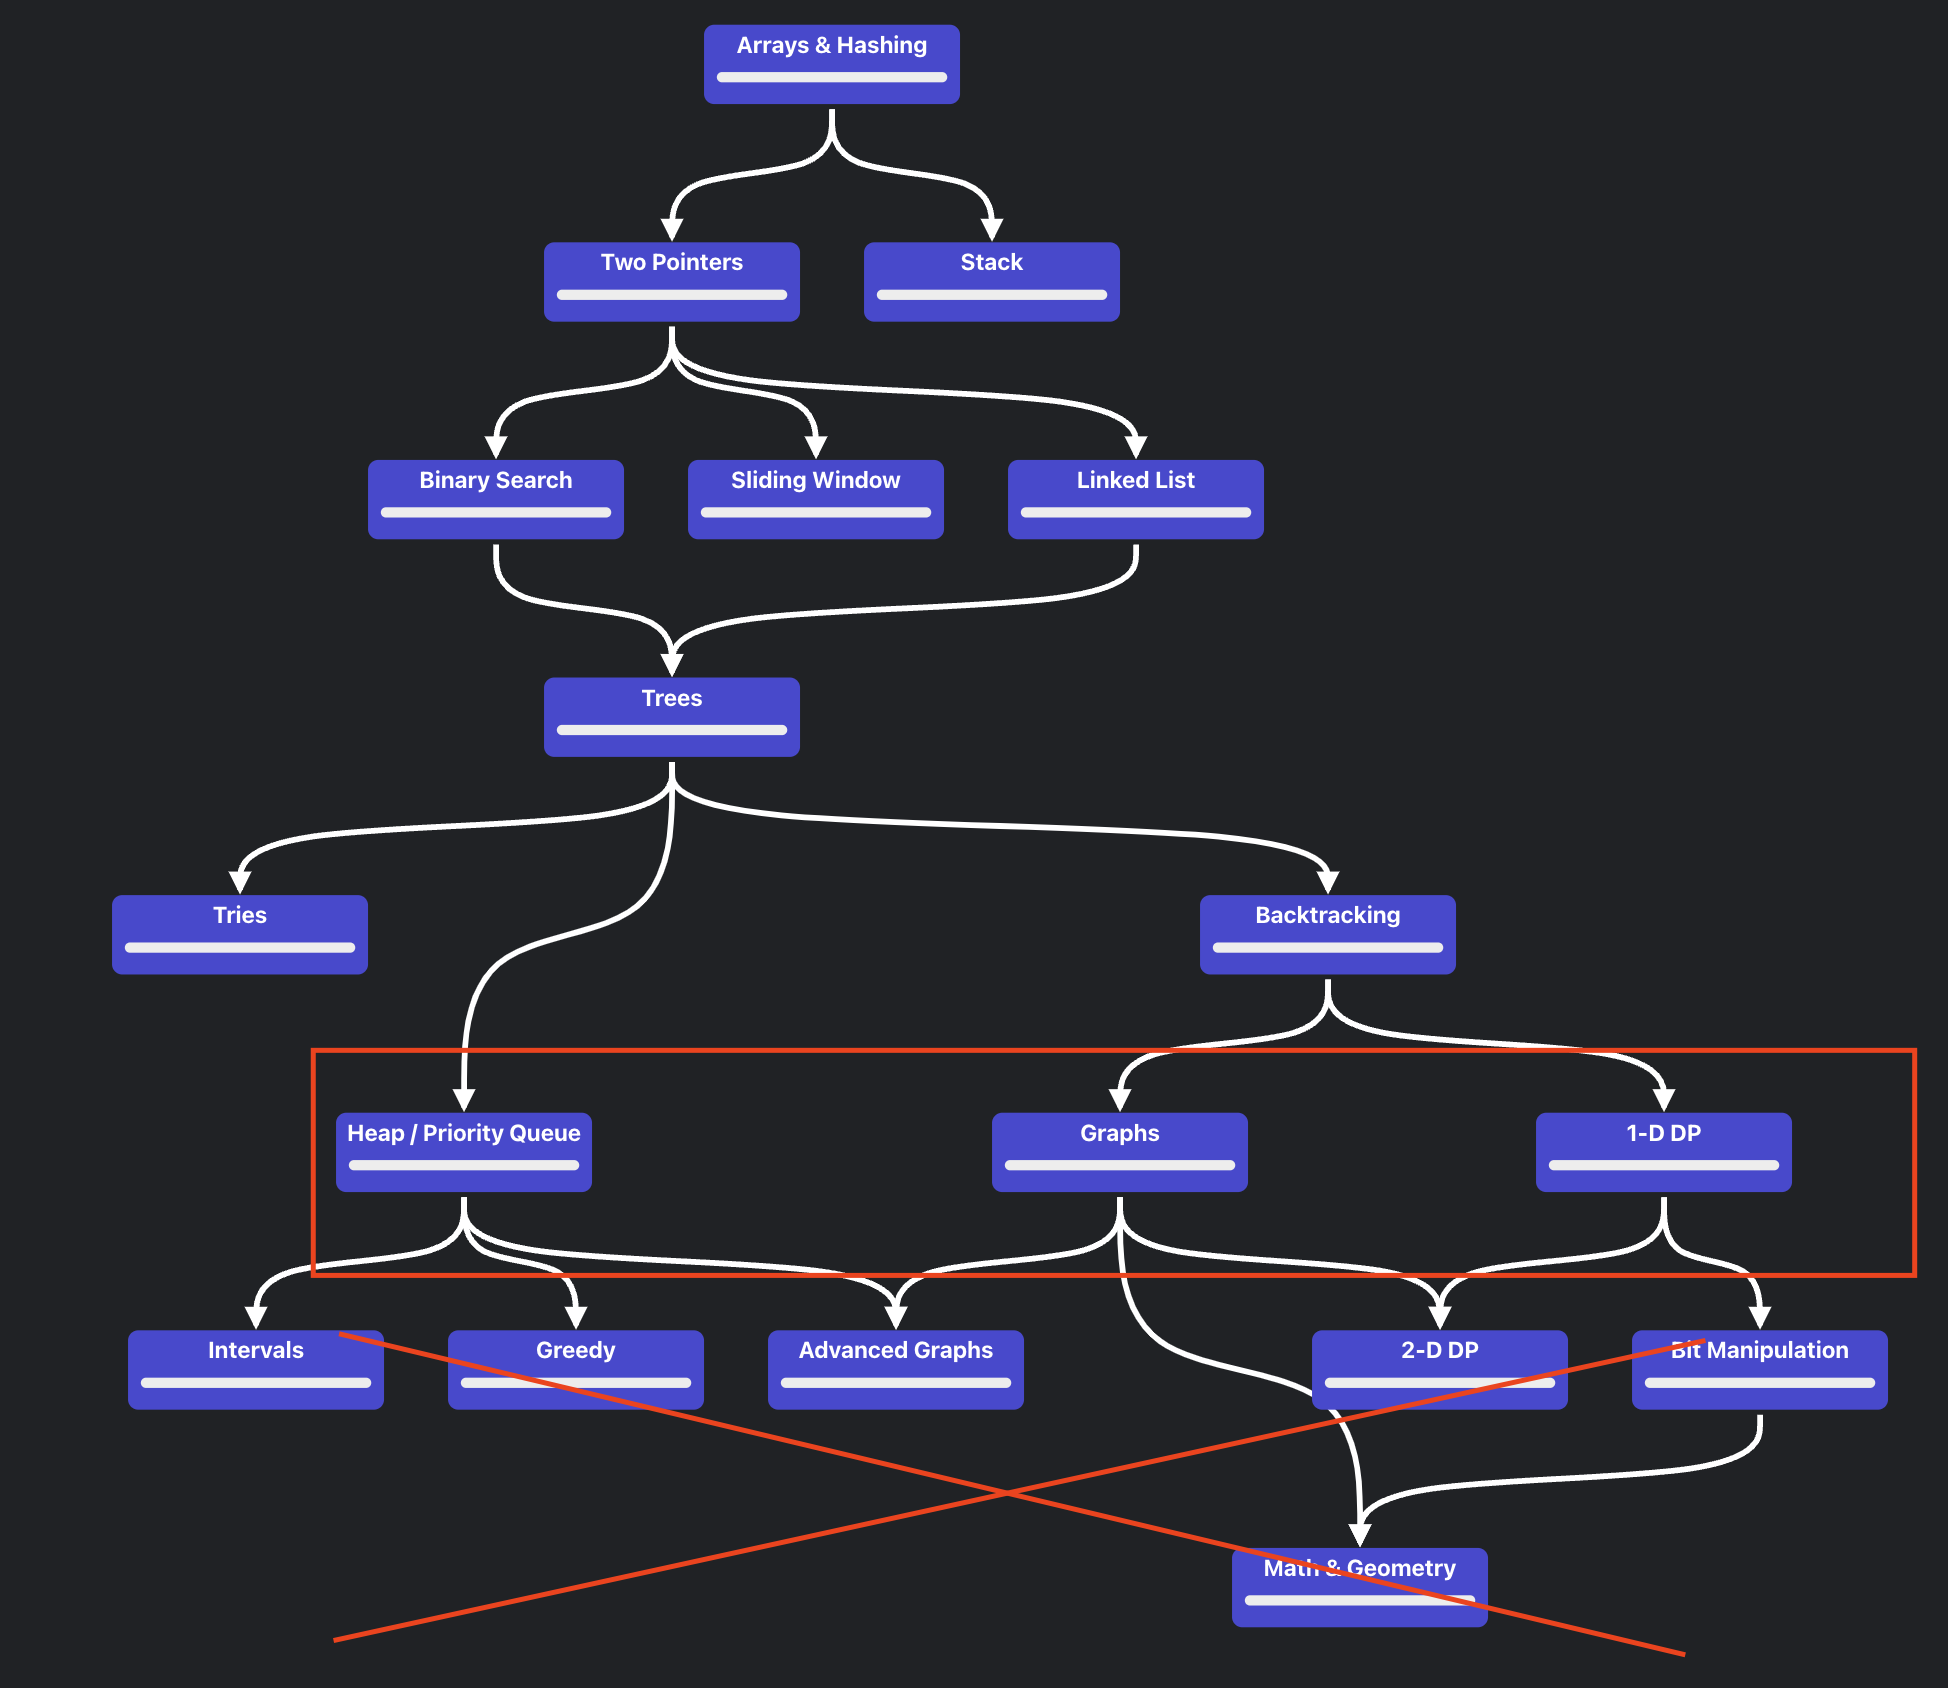 Arrays & Hashing
Two Pointers
Stack
Binary Search
Sliding Window
Linked List
Trees
Tries
Backtracking
Heap / Priority Queue
Graphs
1-D DP
Intervals
Greedy
Advanced Graphs
2-D DP
Bit Manipulation
Math & Geometry